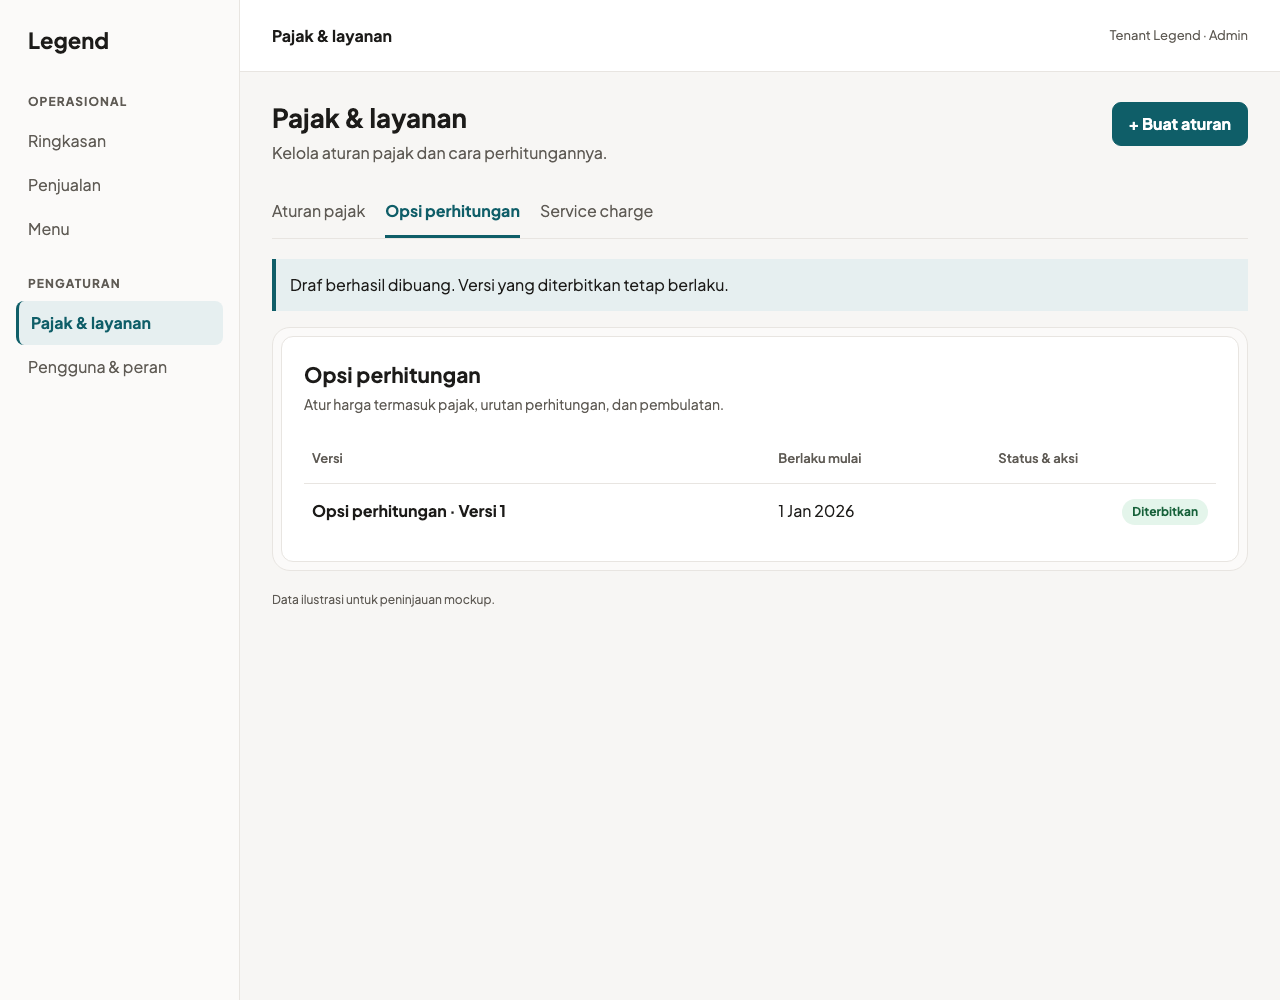 Legend
OPERASIONAL
Ringkasan
Penjualan
Menu
PENGATURAN
Pajak & layanan
Pengguna & peran
Pajak & layanan
Tenant Legend · Admin
Pajak & layanan
Kelola aturan pajak dan cara perhitungannya.
+ Buat aturan
Aturan pajak Opsi perhitungan Service charge
Draf berhasil dibuang. Versi yang diterbitkan tetap berlaku.
Opsi perhitungan
Atur harga termasuk pajak, urutan perhitungan, dan pembulatan.
Versi Berlaku mulai Status & aksi
Opsi perhitungan · Versi 1 1 Jan 2026 Diterbitkan
Data ilustrasi untuk peninjauan mockup.